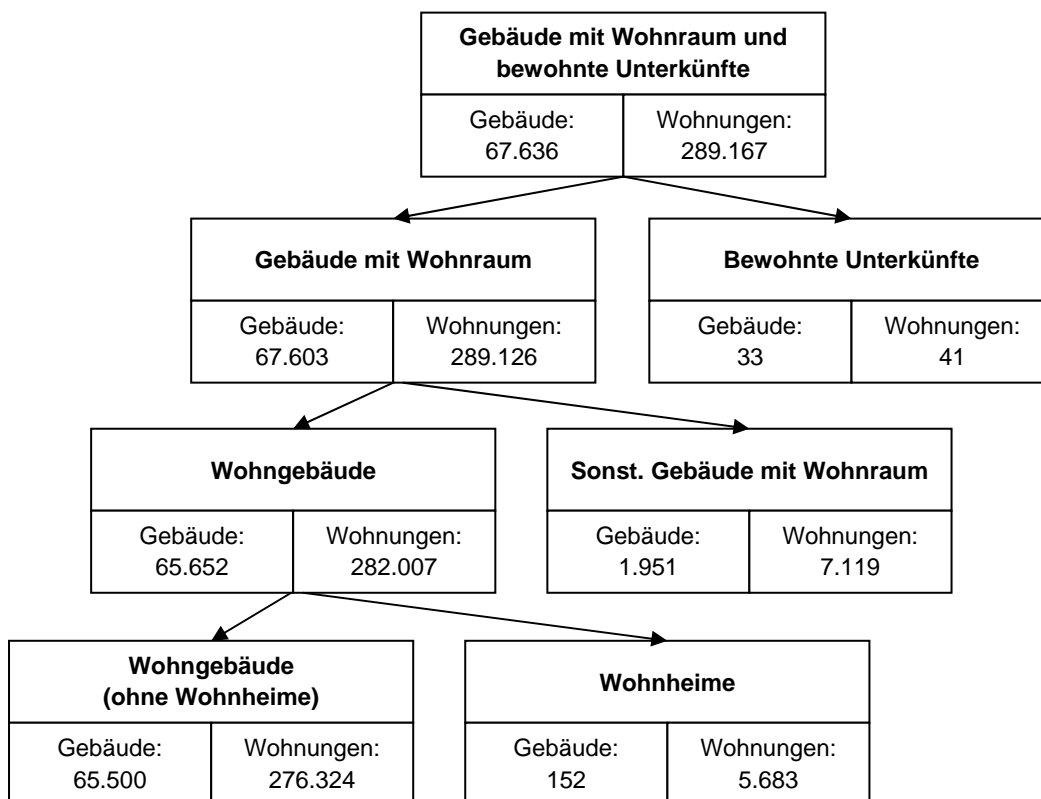 Gebäude mit Wohnraum und
bewohnte Unterkünfte
Gebäude:
67.636
Wohnungen:
289.167
Gebäude mit Wohnraum
Gebäude:
67.603
Wohnungen:
289.126
Bewohnte Unterkünfte
Gebäude:
33
Wohnungen:
41
Wohngebäude
Gebäude:
65.652
Wohnungen:
282.007
Sonst. Gebäude mit Wohnraum
Gebäude:
1.951
Wohnungen:
7.119
Wohngebäude
(ohne Wohnheime)
Gebäude:
65.500
Wohnungen:
276.324
Wohnheime
Gebäude:
152
Wohnungen:
5.683